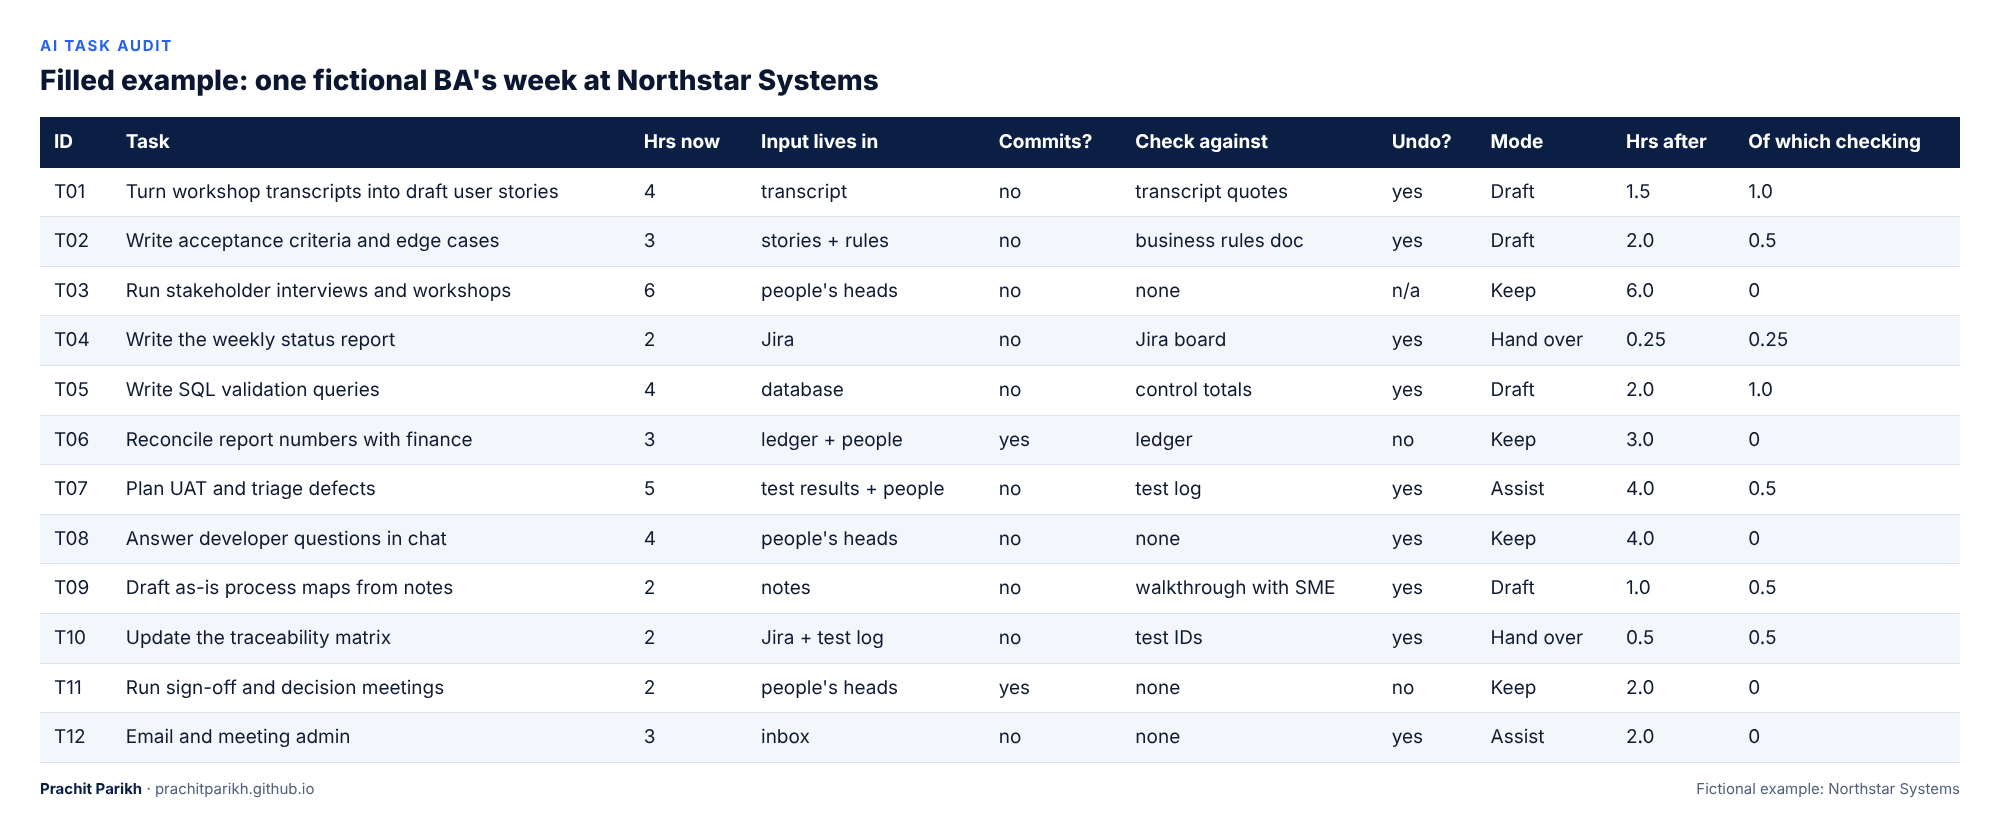 AI TASK AUDIT
Filled example: one fictional BA's week at Northstar Systems
ID Task Hrs now Input lives in Commits? Check against Undo? Mode Hrs after Of which checking
T01 Turn workshop transcripts into draft user stories 4 transcript no transcript quotes yes Draft 1.5 1.0
T02 Write acceptance criteria and edge cases 3 stories + rules no business rules doc yes Draft 2.0 0.5
T03 Run stakeholder interviews and workshops 6 people's heads no none n/a Keep 6.0 0
T04 Write the weekly status report 2 Jira no Jira board yes Hand over 0.25 0.25
T05 Write SQL validation queries 4 database no control totals yes Draft 2.0 1.0
T06 Reconcile report numbers with finance 3 ledger + people yes ledger no Keep 3.0 0
T07 Plan UAT and triage defects 5 test results + people no test log yes Assist 4.0 0.5
T08 Answer developer questions in chat 4 people's heads no none yes Keep 4.0 0
T09 Draft as-is process maps from notes 2 notes no walkthrough with SME yes Draft 1.0 0.5
T10 Update the traceability matrix 2 Jira + test log no test IDs yes Hand over 0.5 0.5
T11 Run sign-off and decision meetings 2 people's heads yes none no Keep 2.0 0
T12 Email and meeting admin 3 inbox no none yes Assist 2.0 0
Prachit Parikh · prachitparikh.github.io Fictional example: Northstar Systems